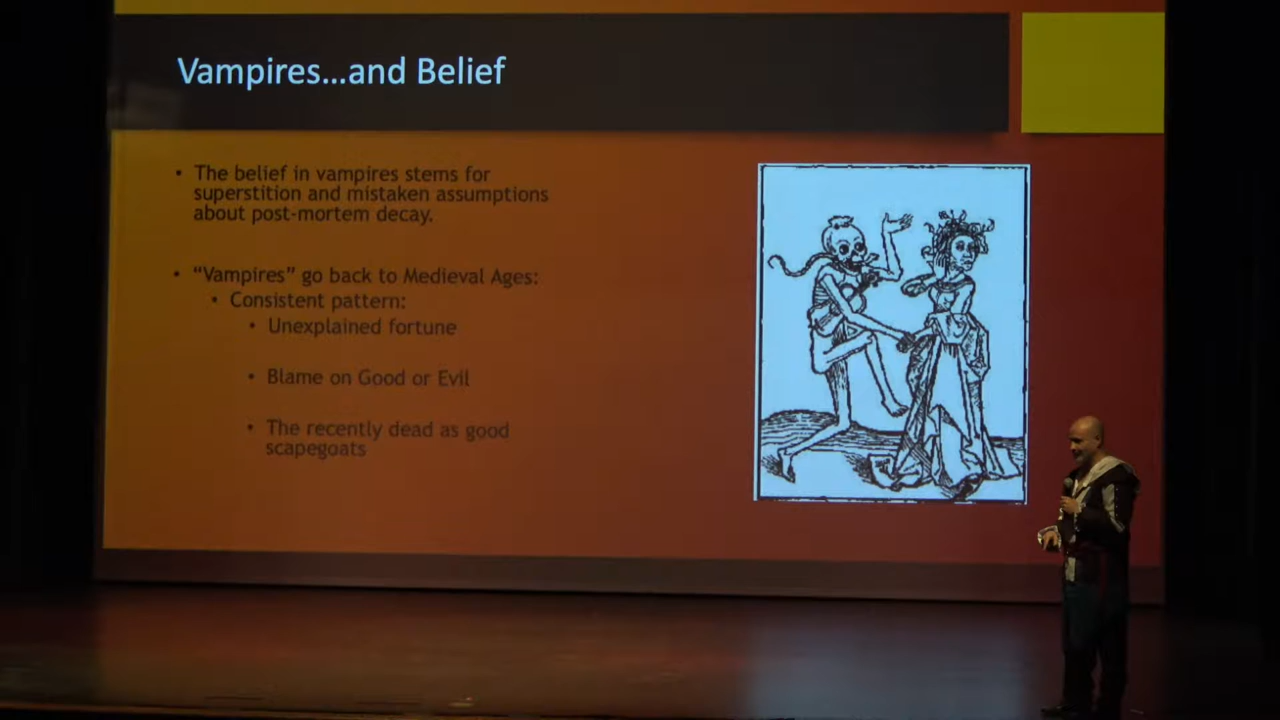 Vampires...and Belief
• The belief in vampires stems for
superstition and mistaken assumptions
about post-mortem decay.
• “Vampires” go back to Medieval Ages:
• Consistent pattern:
• Unexplained fortune
• Blame on Good or Evil
• The recently dead as good
scapegoats